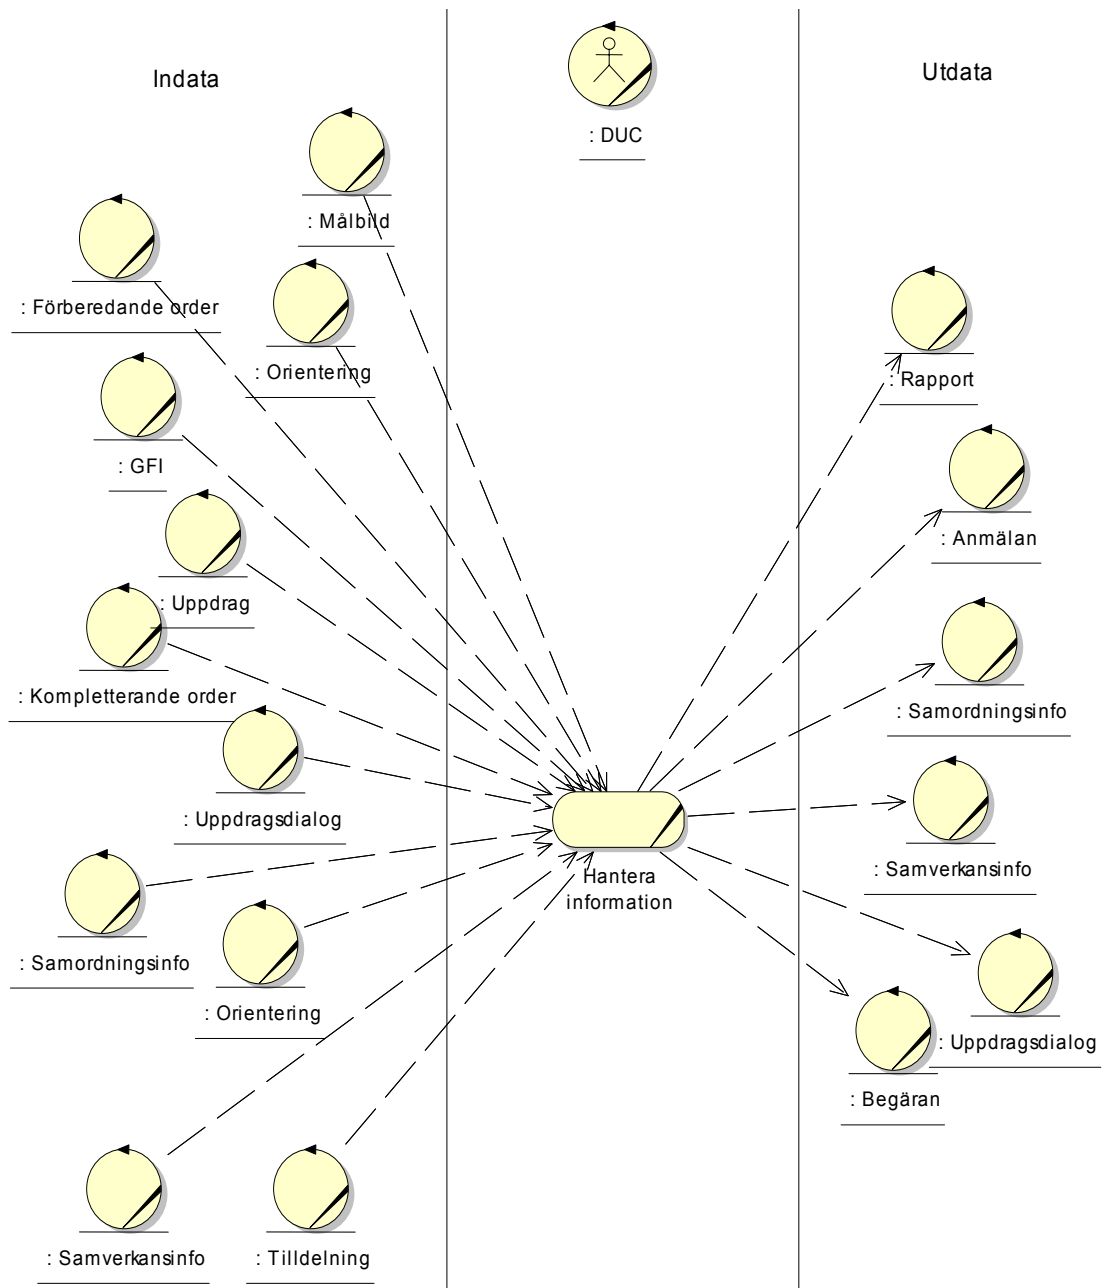 Indata
: Målbild
: Förberedande order
: Orientering
: GFI
: Uppdrag
: Kompletterande order
: Uppdragsdialog
: Samordningsinfo
: Orientering
: Samverkansinfo
: Tilldelning
: DUC
Hantera
information
Utdata
: Rapport
: Anmälan
: Samordningsinfo
: Samverkansinfo
: Uppdragsdialog
: Begäran